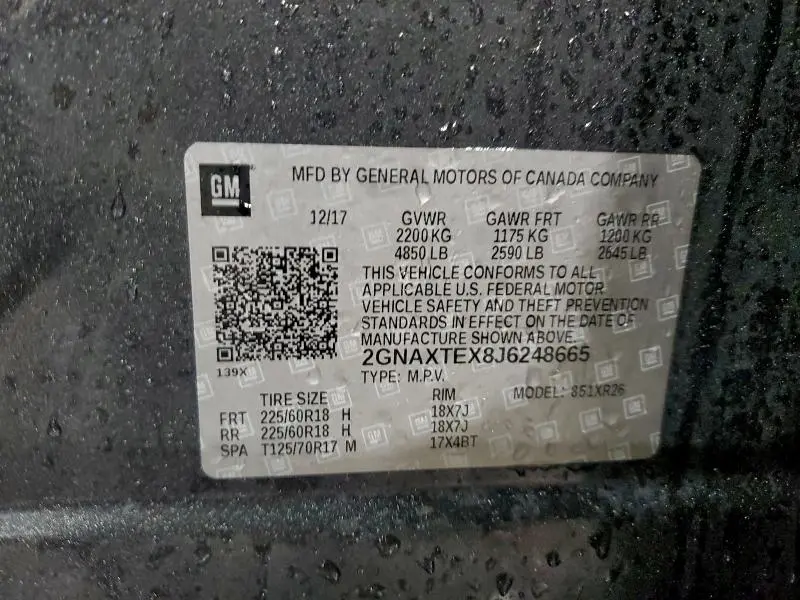 GM
MFD BY GENERAL MOTORS OF CANADA COMPANY
12/17 GVWR GAWR FRT GAWR RR
2200 KG 1175 KG 1200 KG
4850 LB 2590 LB 2645 LB
THIS VEHICLE CONFORMS TO ALL
APPLICABLE U.S. FEDERAL MOTOR
VEHICLE SAFETY AND THEFT PREVENTION
STANDARDS IN EFFECT ON THE DATE OF
MANUFACTURE SHOWN ABOVE.
2GNAXTEX8J6248665
139X
TYPE: M.P.V. MODEL: 851XR26
TIRE SIZE RIM
FRT 225/60R18 H 18X7J
RR 225/60R18 H 18X7J
SPA T125/70R17 M 17X4BT